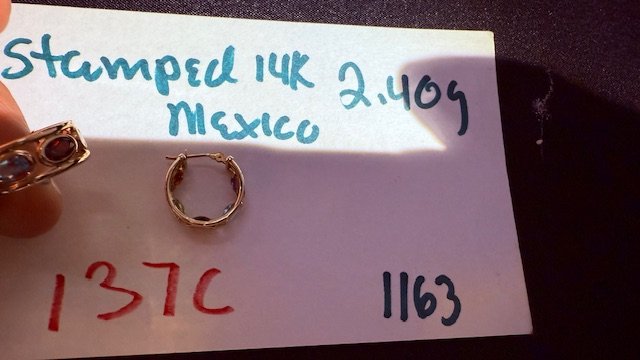 Stamped 14K 2.40g
Mexico
137C 1163